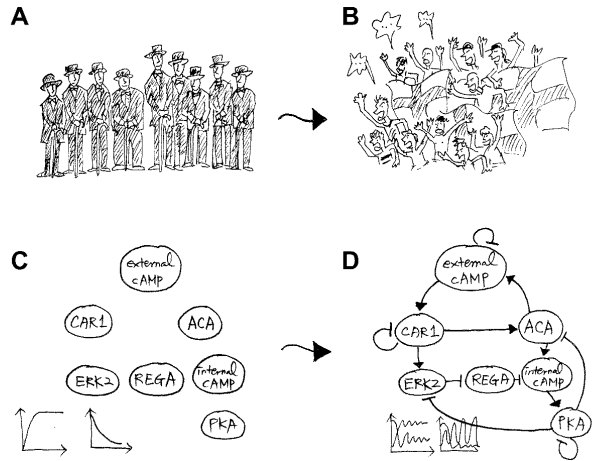 A
B
C
external
cAMP
CAR1
ACA
ERK2
REGA
internal
cAMP
PKA
D
external
cAMP
CAR1
ACA
ERK2
REGA
internal
cAMP
PKA